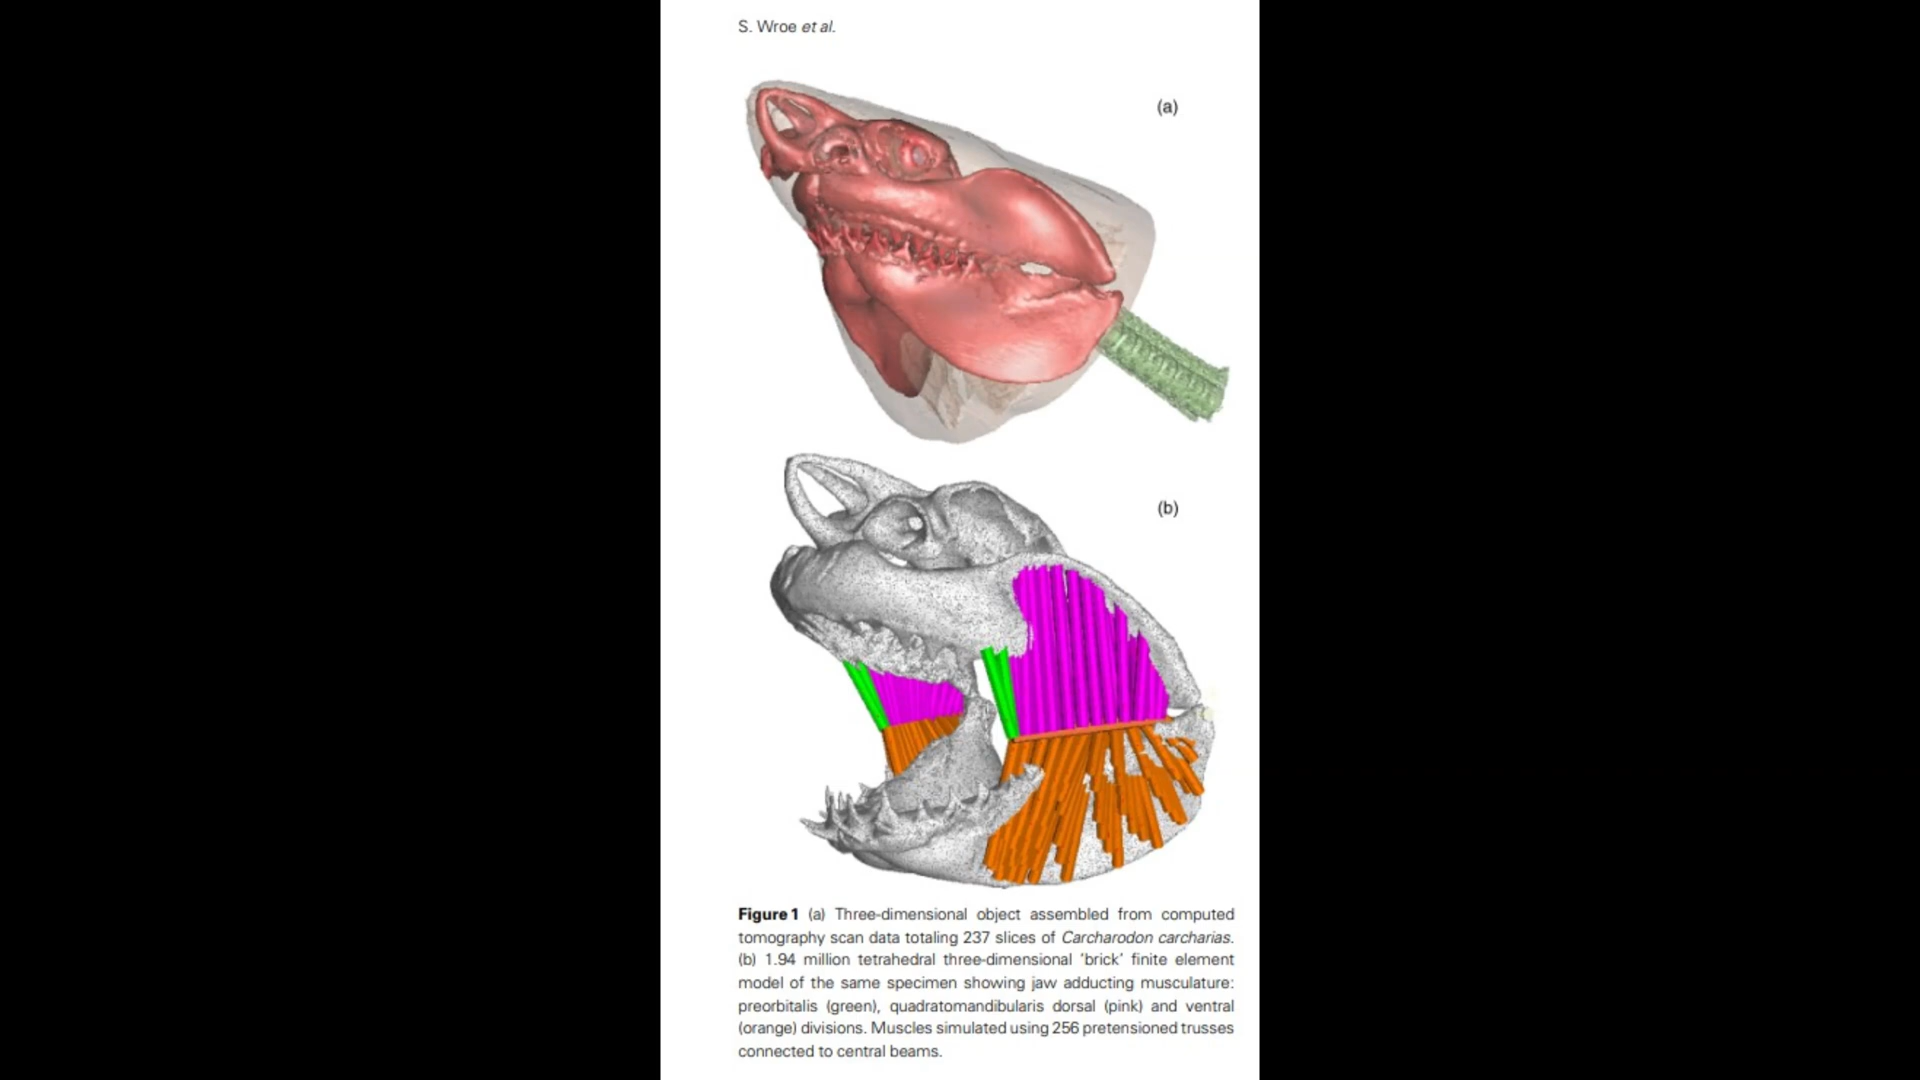 S. Wroe et al.
(a)
(b)
Figure 1 (a) Three-dimensional object assembled from computed
tomography scan data totaling 237 slices of Carcharodon carcharias.
(b) 1.94 million tetrahedral three-dimensional ‘brick’ finite element
model of the same specimen showing jaw adducting musculature:
preorbitalis (green), quadratomandibularis dorsal (pink) and ventral
(orange) divisions. Muscles simulated using 256 pretensioned trusses
connected to central beams.